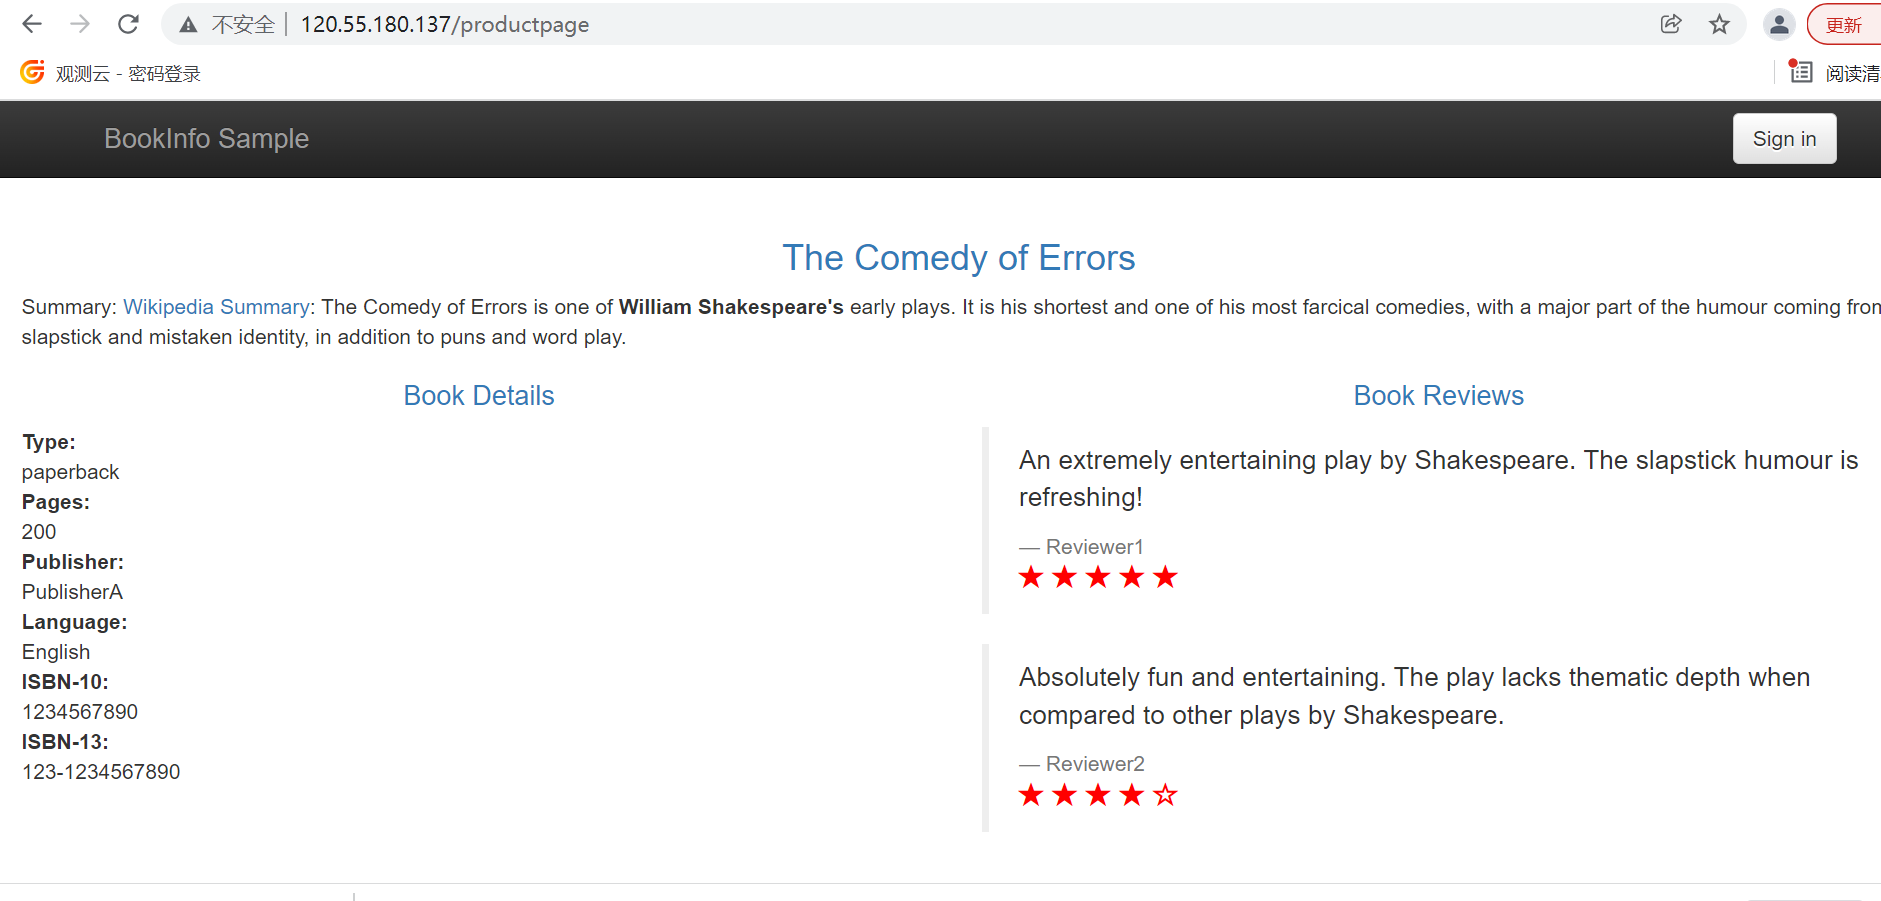 不安全 120.55.180.137/productpage
更新
观测云 - 密码登录
阅读清
BookInfo Sample
Sign in
The Comedy of Errors
Summary: Wikipedia Summary: The Comedy of Errors is one of William Shakespeare's early plays. It is his shortest and one of his most farcical comedies, with a major part of the humour coming from
slapstick and mistaken identity, in addition to puns and word play.
Book Details
Type:
paperback
Pages:
200
Publisher:
PublisherA
Language:
English
ISBN-10:
1234567890
ISBN-13:
123-1234567890
Book Reviews
An extremely entertaining play by Shakespeare. The slapstick humour is
refreshing!
— Reviewer1
Absolutely fun and entertaining. The play lacks thematic depth when
compared to other plays by Shakespeare.
— Reviewer2